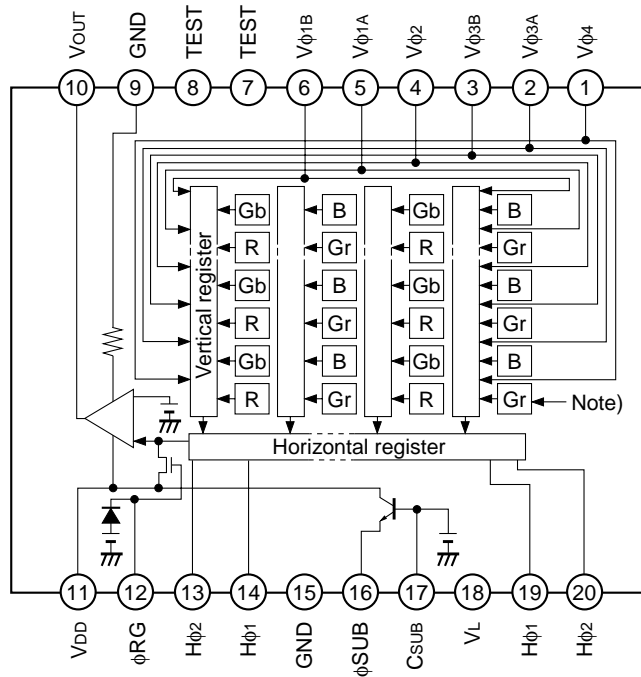 VOUT GND TEST TEST Vϕ1B Vϕ1A Vϕ2 Vϕ3B Vϕ3A Vϕ4
10 9 8 7 6 5 4 3 2 1
Vertical register
Gb B Gb B
R Gr R Gr
Gb B Gb B
R Gr R Gr
Gb B Gb B
R Gr R Gr
Note)
Horizontal register
11 12 13 14 15 16 17 18 19 20
VDD ϕRG Hϕ2 Hϕ1 GND ϕSUB CSUB VL Hϕ1 Hϕ2